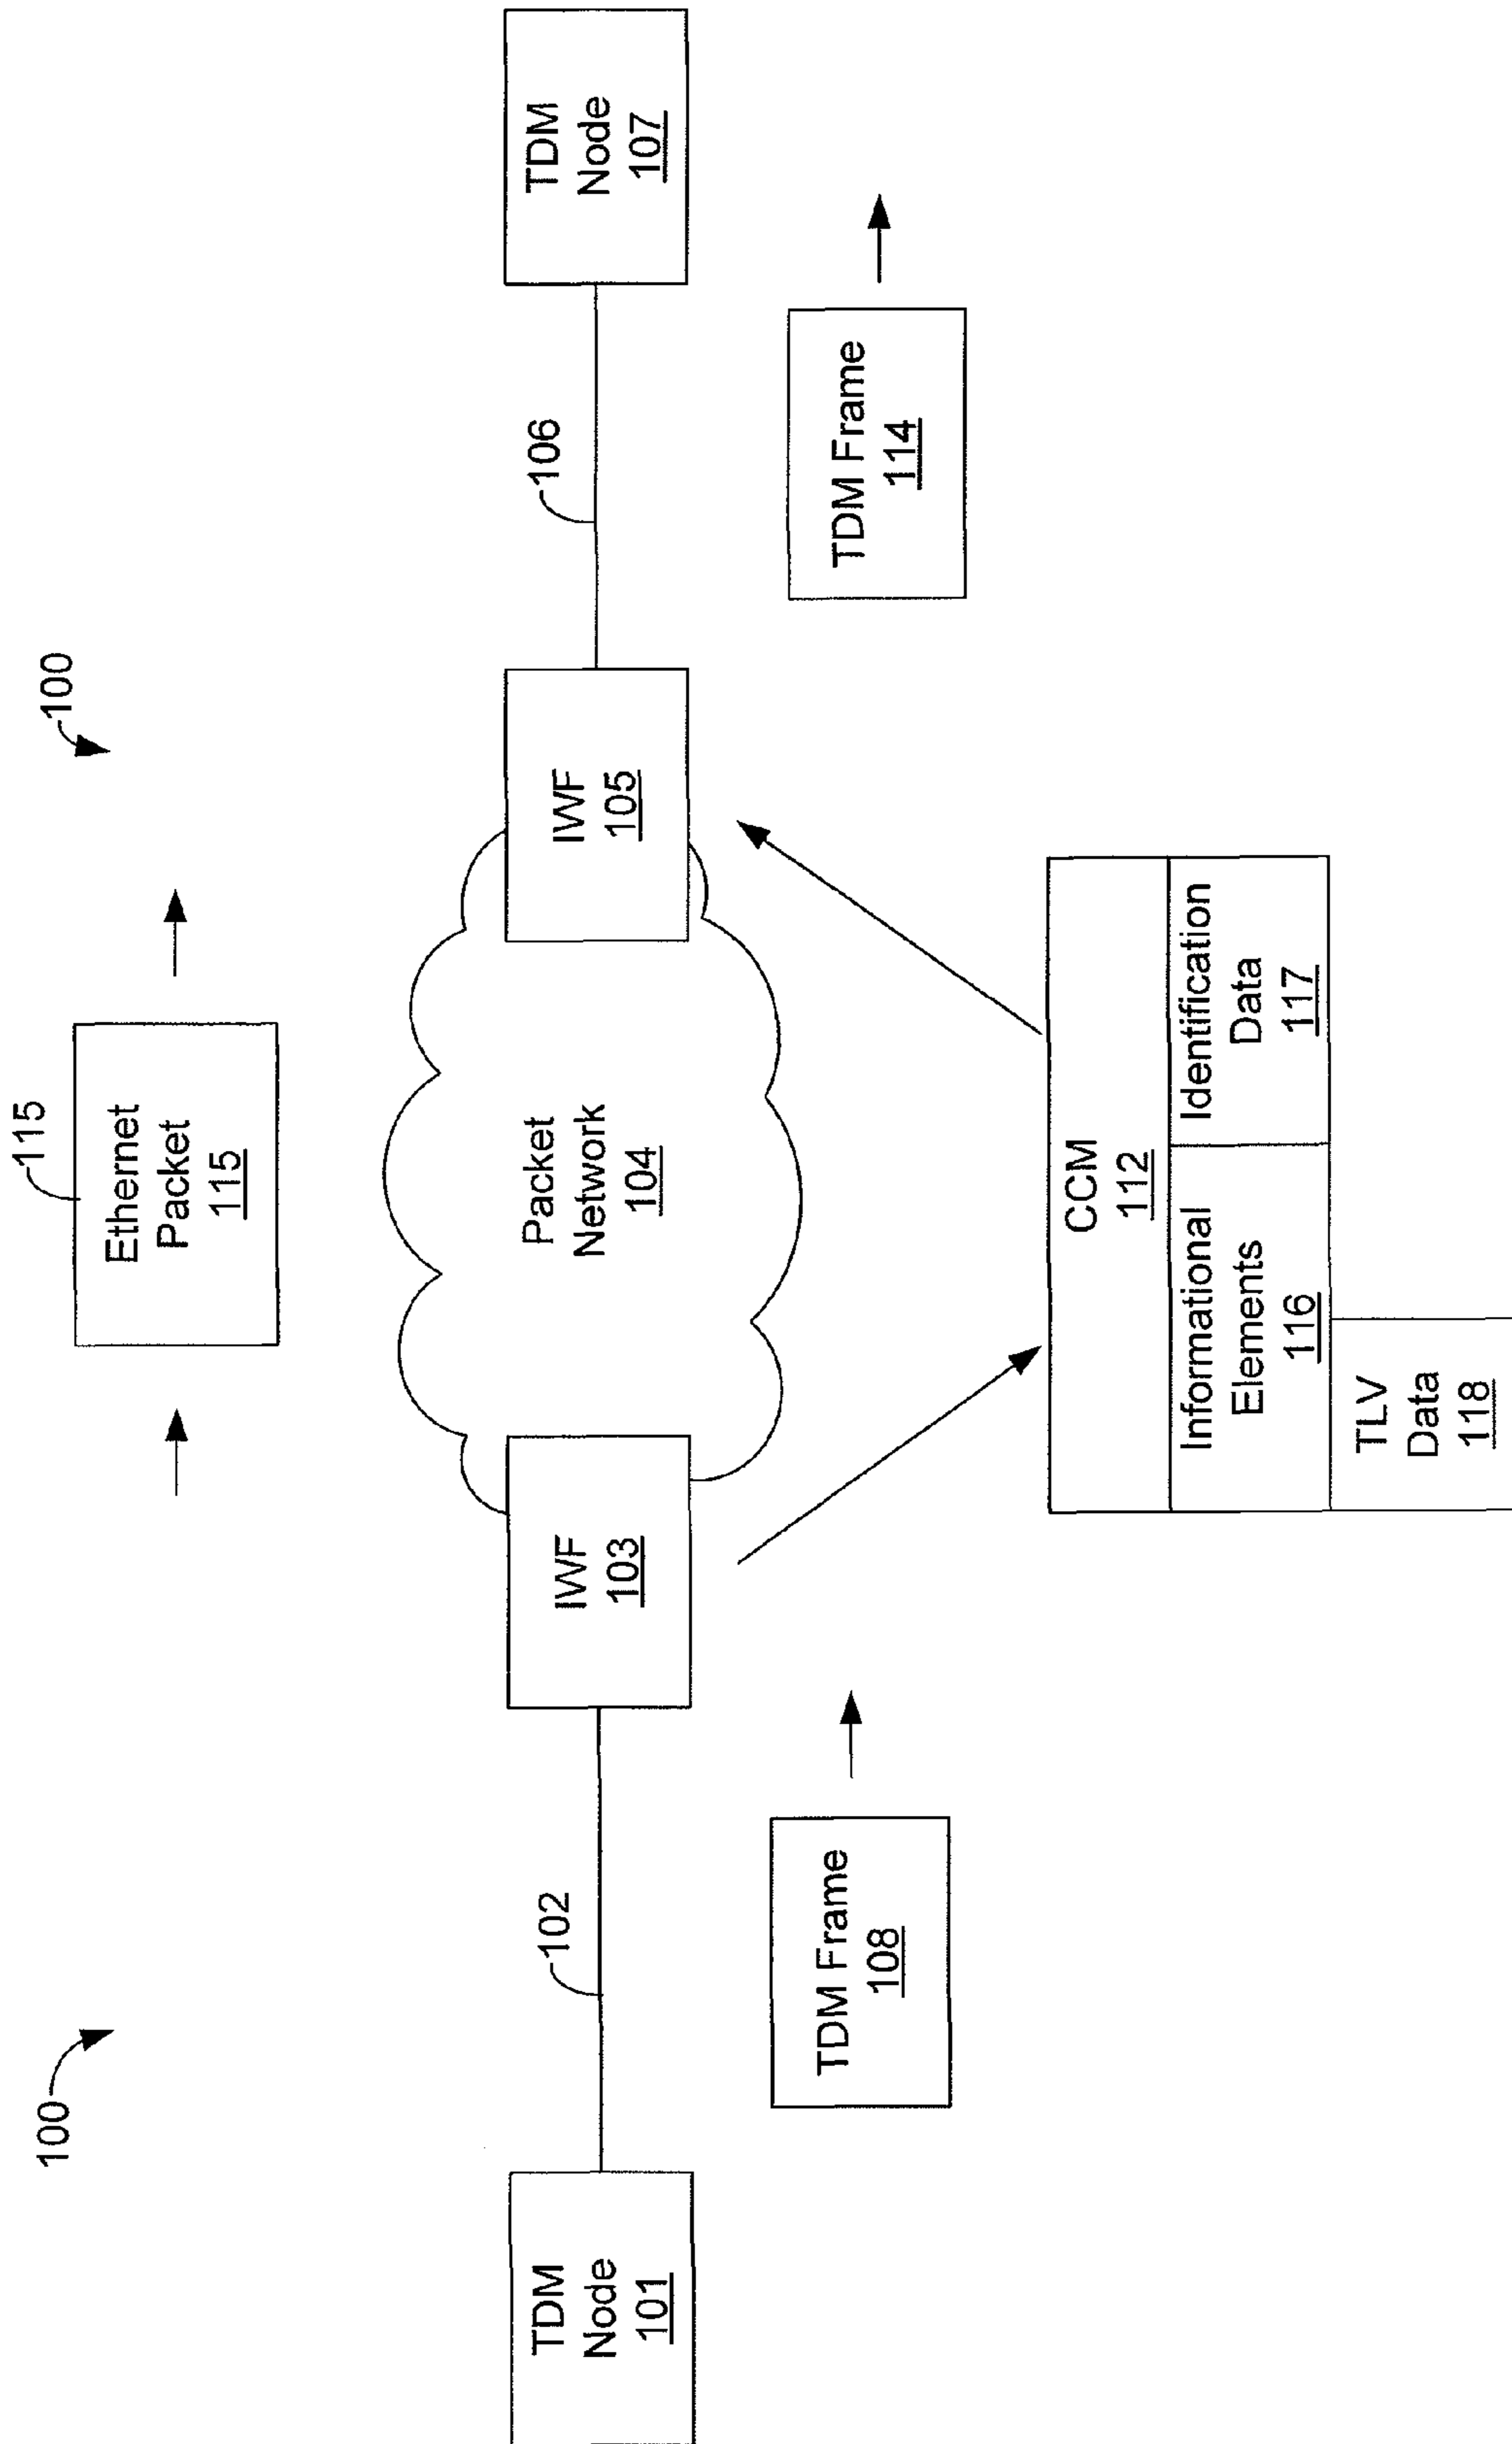 100
100
115
Ethernet
Packet
115
TDM
Node
101
102
IWF
103
Packet
Network
104
IWF
105
106
TDM
Node
107
TDM Frame
108
TDM Frame
114
CCM
112
Informational
Elements
116
Identification
Data
117
TLV
Data
118